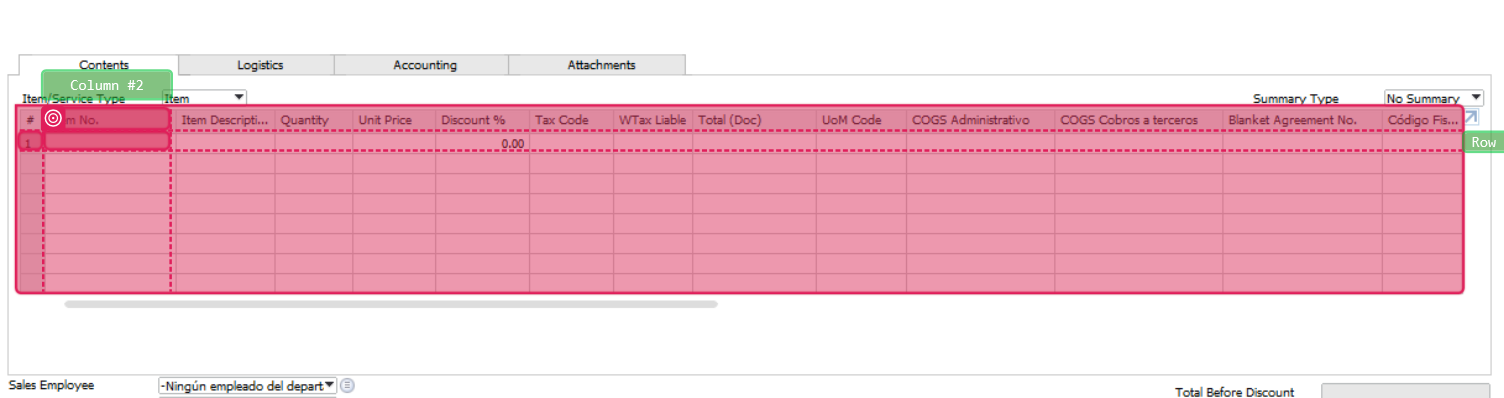 Contents Logistics Accounting Attachments
Column #2
Item/Service Type Item Summary Type No Summary
# m No. Item Descripti... Quantity Unit Price Discount % Tax Code WTax Liable Total (Doc) UoM Code COGS Administrativo COGS Cobros a terceros Blanket Agreement No. Código Fis...
1 0.00 Row
Sales Employee -Ningún empleado del depart
Total Before Discount